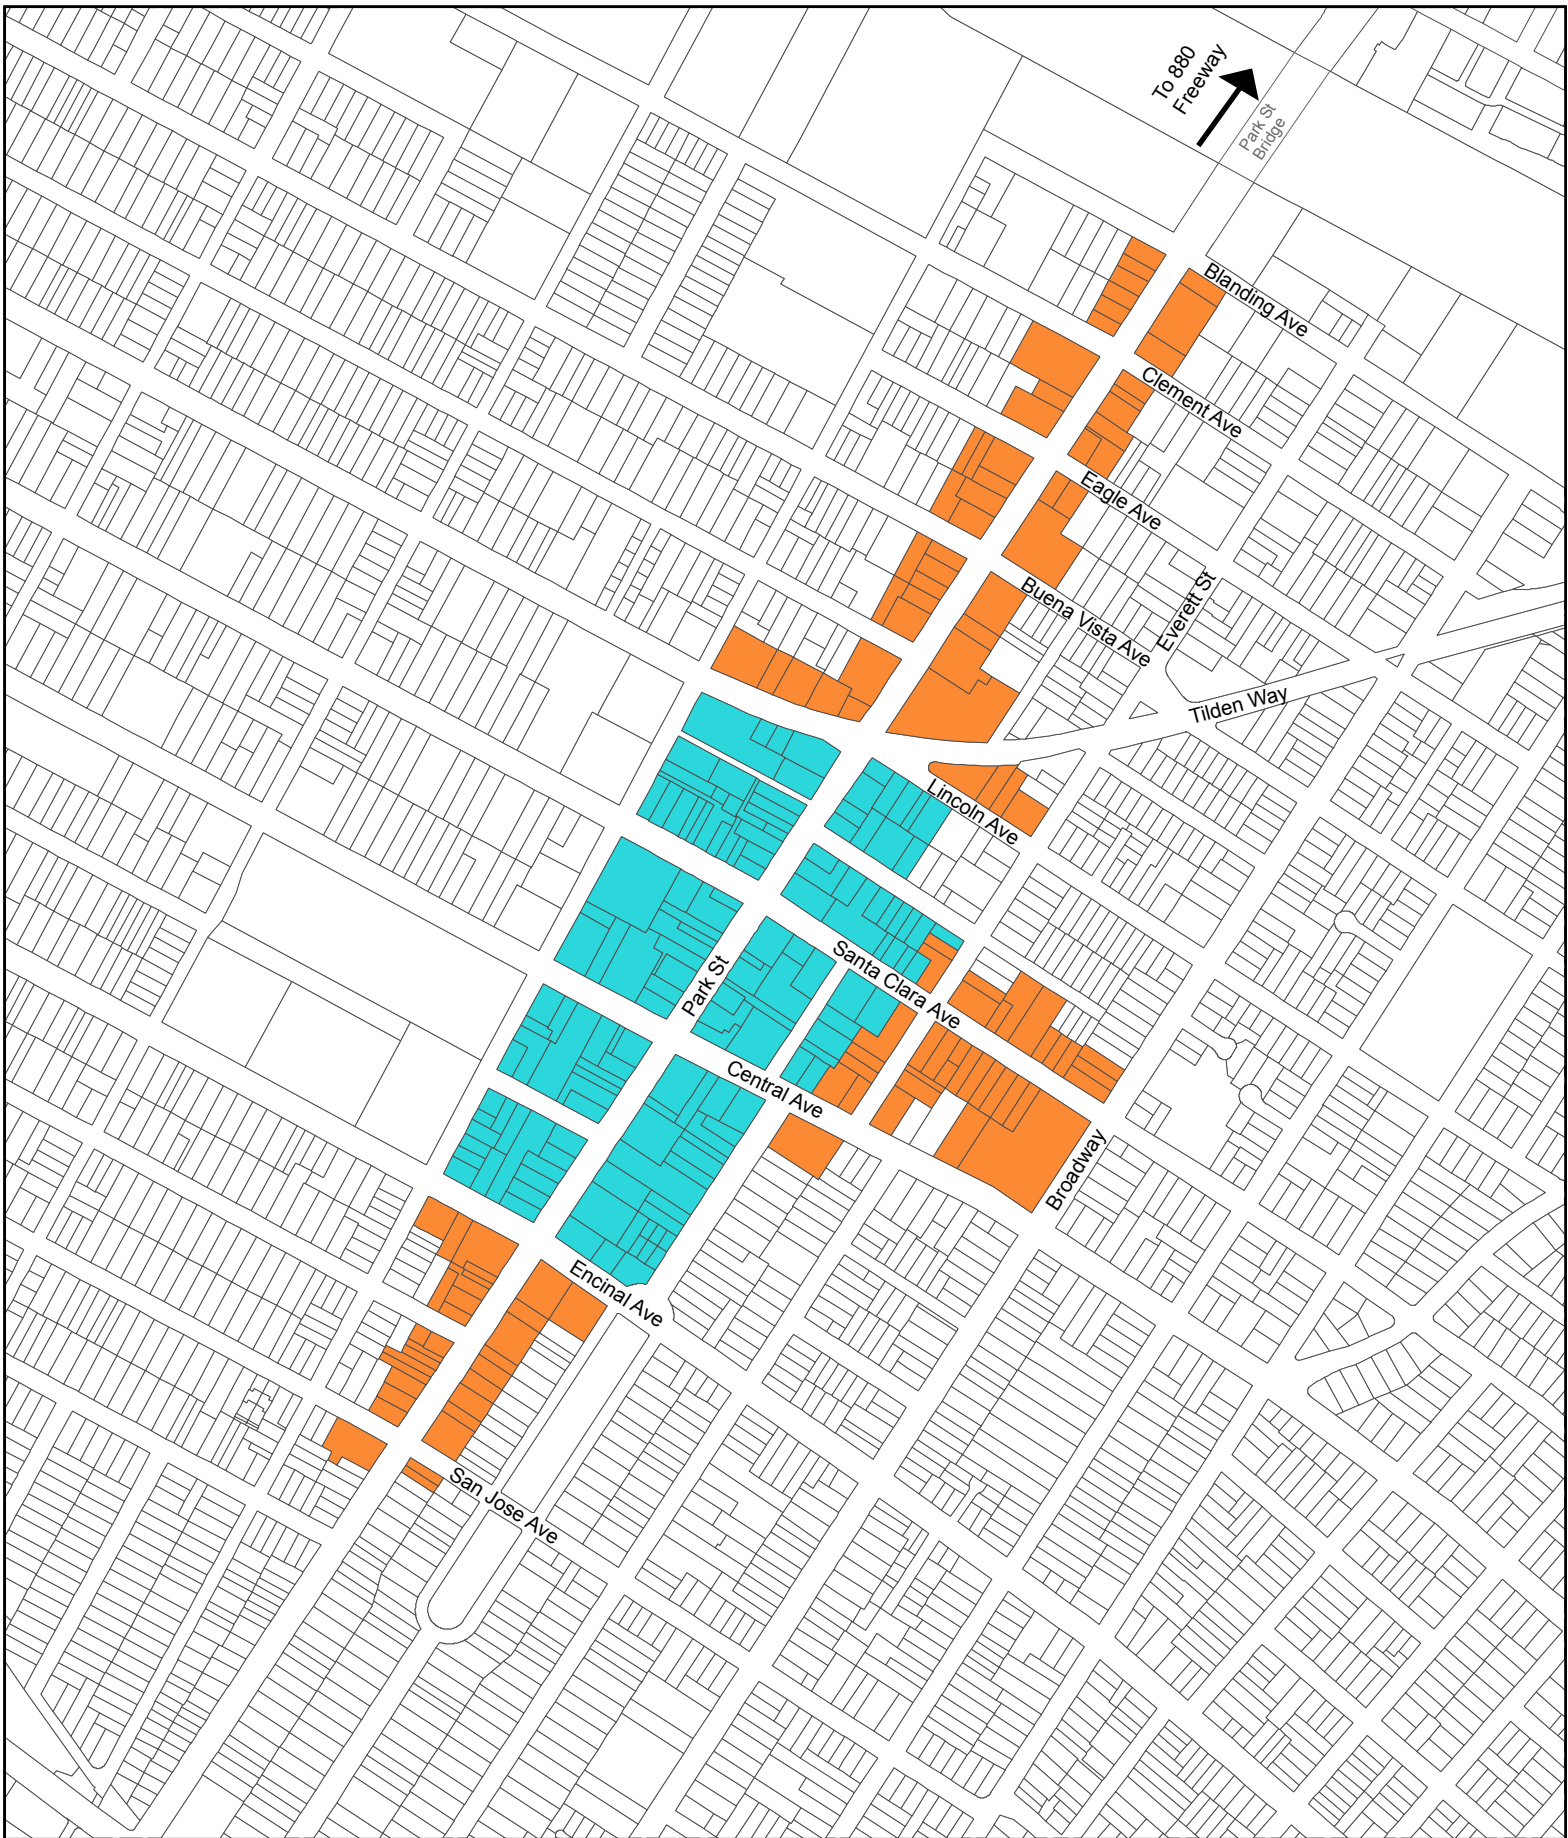 To 880
Freeway
Park St
Bridge
Blanding Ave
Clement Ave
Eagle Ave
Buena Vista Ave
Everett St
Tilden Way
Lincoln Ave
Santa Clara Ave
Park St
Central Ave
Broadway
Encinal Ave
San Jose Ave